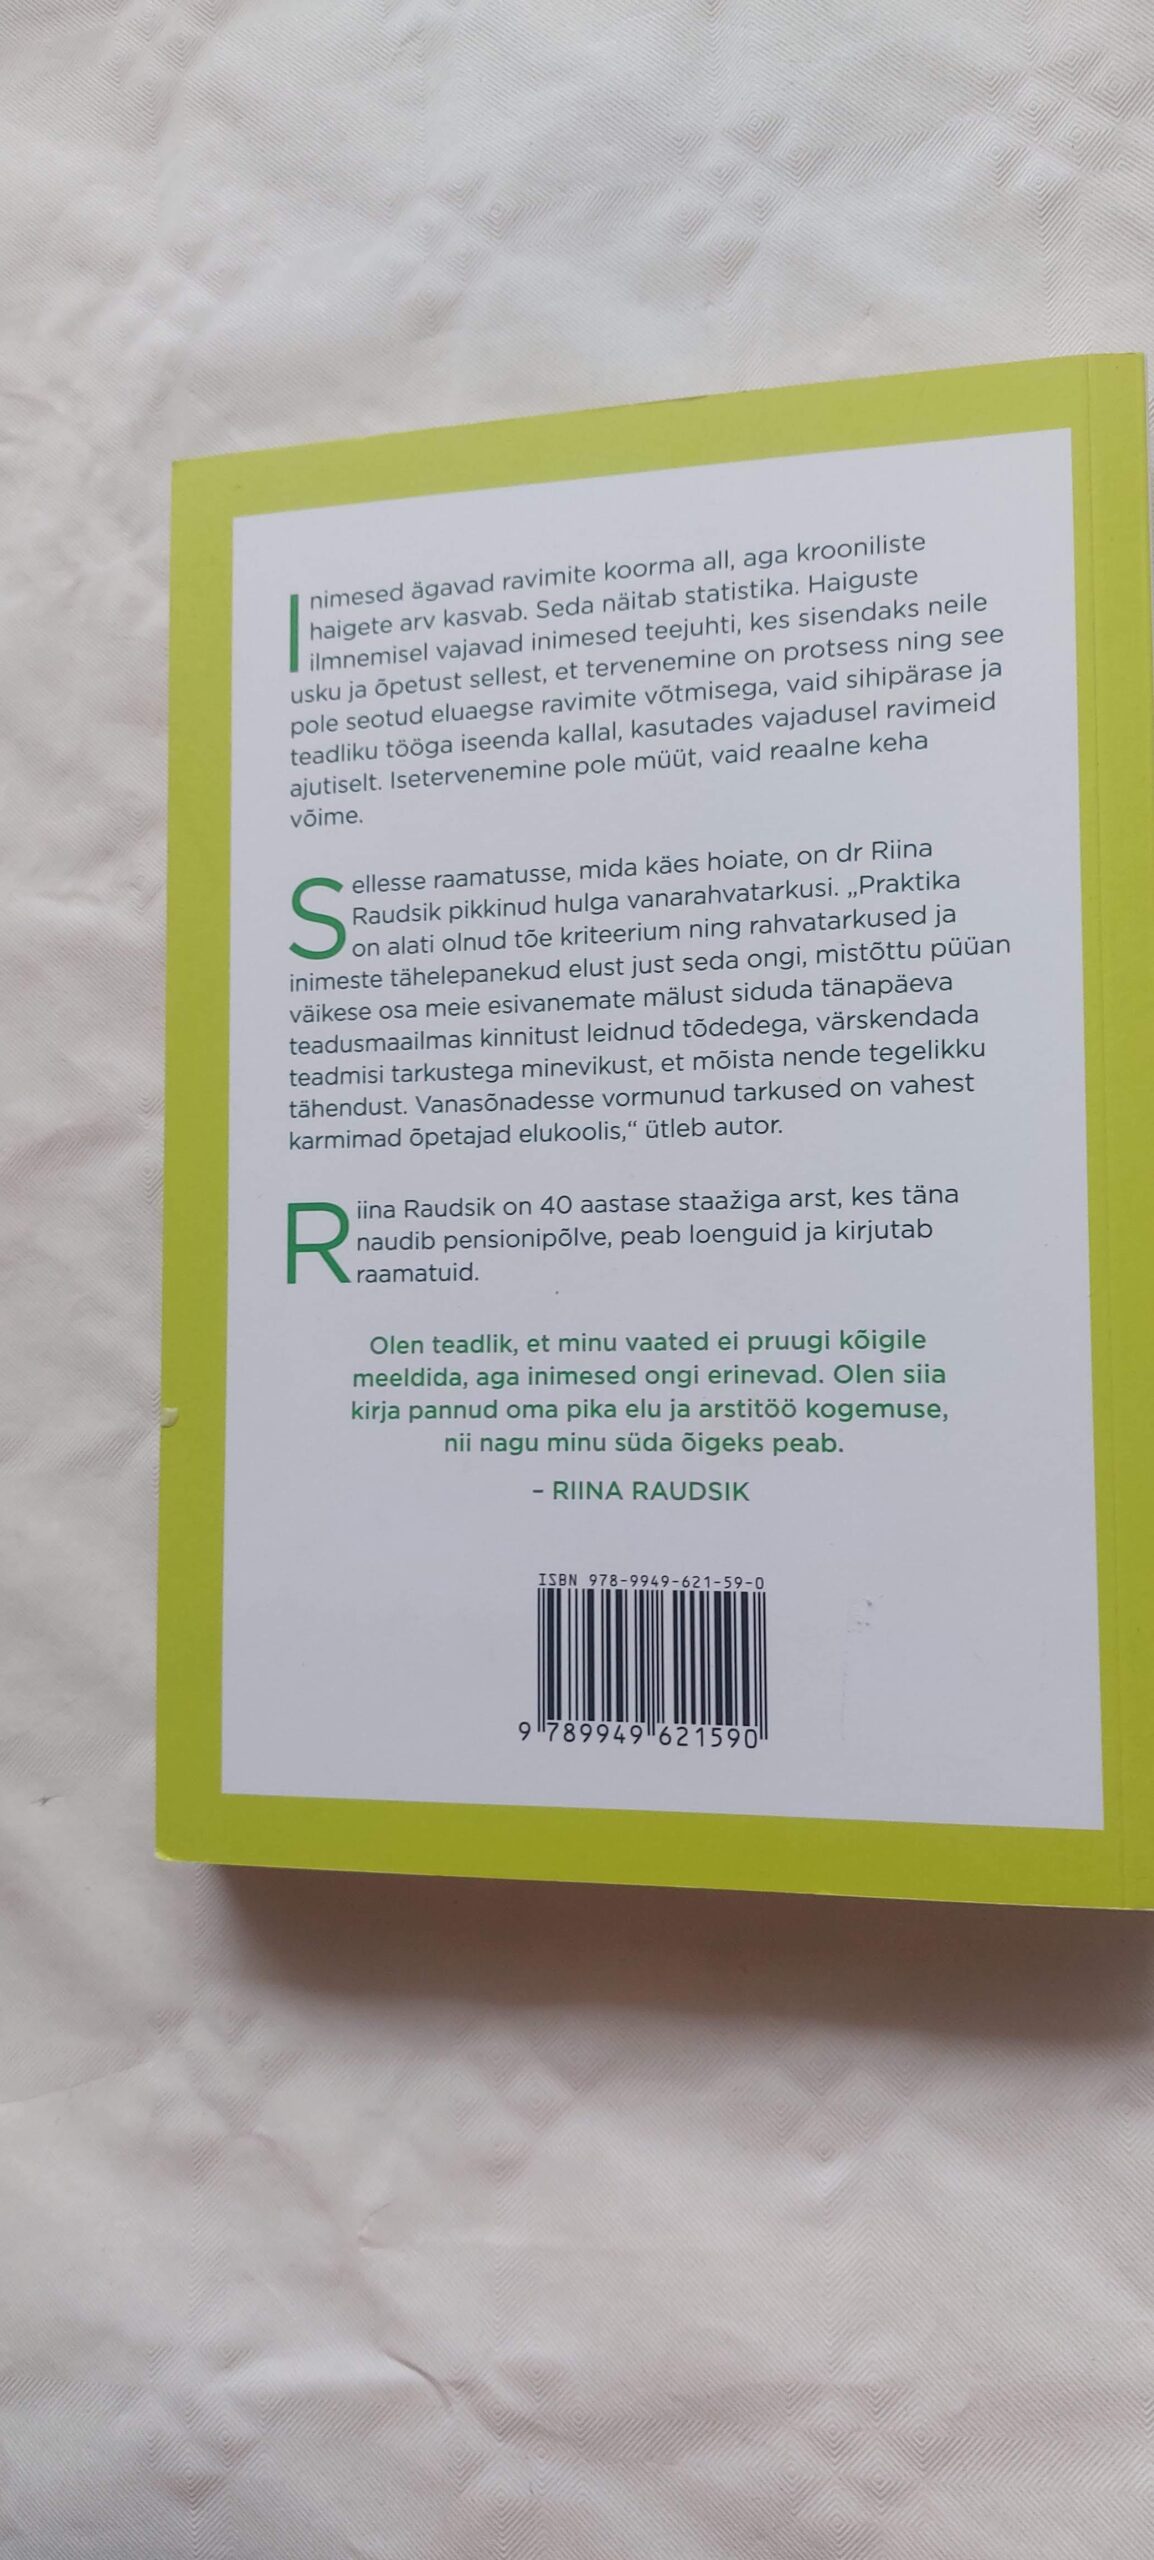 Inimesed ägavad ravimite koorma all, aga krooniliste
haigete arv kasvab. Seda näitab statistika. Haiguste
ilmnemisel vajavad inimesed teejuhti, kes sisendaks neile
usku ja õpetust sellest, et tervenemine on protsess ning see
pole seotud eluaegse ravimite võtmisega, vaid sihipärase ja
teadliku tööga iseenda kallal, kasutades vajadusel ravimeid
ajutiselt. Isetervenemine pole müüt, vaid reaalne keha
võime.
Sellesse raamatusse, mida käes hoiate, on dr Riina
Raudsik pikkinud hulga vanarahvatarkusi. „Praktika
on alati olnud tõe kriteerium ning rahvatarkused ja
inimeste tähelepanekud elust just seda ongi, mistõttu püüan
väikese osa meie esivanemate mälust siduda tänapäeva
teadusmaailmas kinnitust leidnud tõdedega, värskendada
teadmisi tarkustega minevikust, et mõista nende tegelikku
tähendust. Vanasõnadesse vormunud tarkused on vahest
karmimad õpetajad elukoolis,“ ütleb autor.
Riina Raudsik on 40 aastase staažiga arst, kes täna
naudib pensionipõlve, peab loenguid ja kirjutab
raamatuid.
Olen teadlik, et minu vaated ei pruugi kõigile
meeldida, aga inimesed ongi erinevad. Olen siia
kirja pannud oma pika elu ja arstitöö kogemuse,
nii nagu minu süda õigeks peab.
– RIINA RAUDSIK
ISBN 978-9949-621-59-0
9 789949 621590